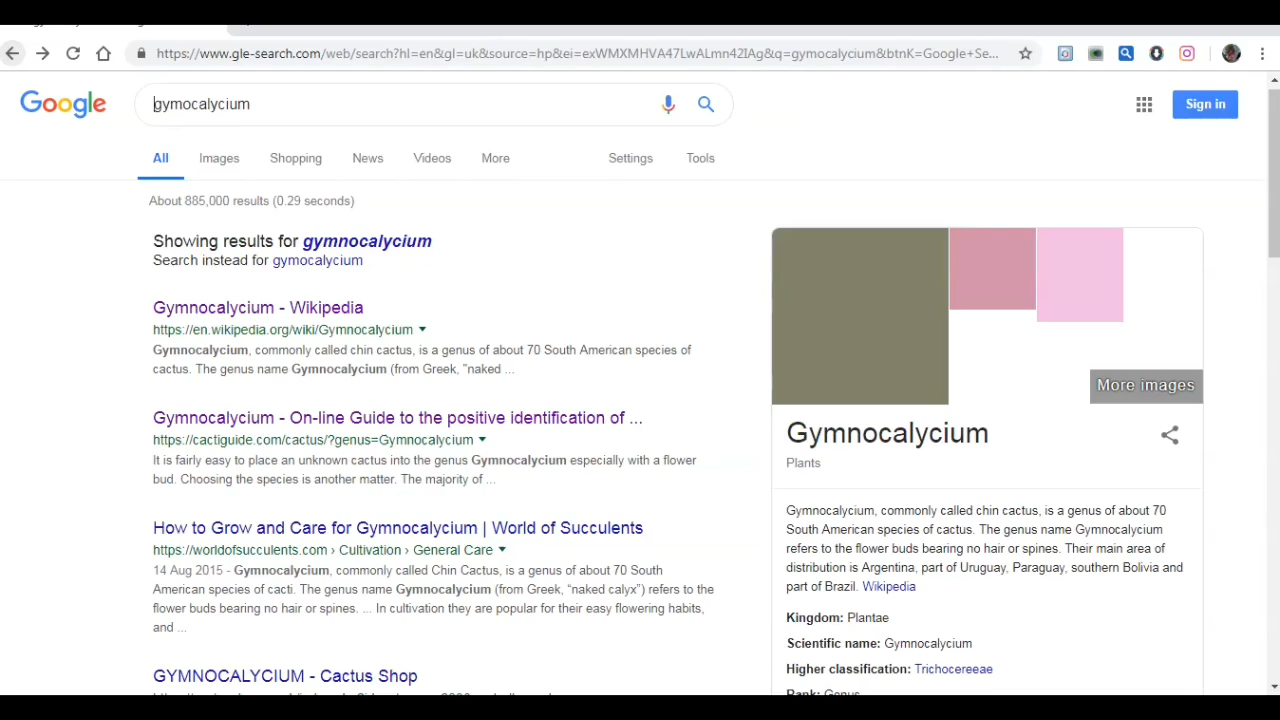 https://www.gle-search.com/web/search?hl=en&gl=uk&source=hp&ei=exWMXMHVA47LwALmn42IAg&q=gymocalycium&btnK=Google+Se...
Google
gymocalycium
Sign in
All Images Shopping News Videos More Settings Tools
About 885,000 results (0.29 seconds)
Showing results for gymnocalycium
Search instead for gymocalycium
Gymnocalycium - Wikipedia
https://en.wikipedia.org/wiki/Gymnocalycium
Gymnocalycium, commonly called chin cactus, is a genus of about 70 South American species of
cactus. The genus name Gymnocalycium (from Greek, "naked ...
Gymnocalycium - On-line Guide to the positive identification of ...
https://cactiguide.com/cactus/?genus=Gymnocalycium
It is fairly easy to place an unknown cactus into the genus Gymnocalycium especially with a flower
bud. Choosing the species is another matter. The majority of ...
How to Grow and Care for Gymnocalycium | World of Succulents
https://worldofsucculents.com › Cultivation › General Care
14 Aug 2015 - Gymnocalycium, commonly called Chin Cactus, is a genus of about 70 South
American species of cacti. The genus name Gymnocalycium (from Greek, “naked calyx”) refers to the
flower buds bearing no hair or spines. ... In cultivation they are popular for their easy flowering habits,
and ...
GYMNOCALYCIUM - Cactus Shop
More images
Gymnocalycium
Plants
Gymnocalycium, commonly called chin cactus, is a genus of about 70
South American species of cactus. The genus name Gymnocalycium
refers to the flower buds bearing no hair or spines. Their main area of
distribution is Argentina, part of Uruguay, Paraguay, southern Bolivia and
part of Brazil. Wikipedia
Kingdom: Plantae
Scientific name: Gymnocalycium
Higher classification: Trichocereeae
Rank: Genus